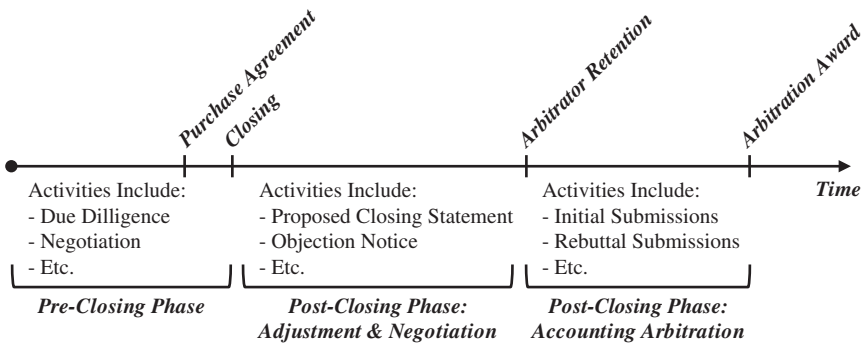 Purchase Agreement
Closing
Arbitrator Retention
Arbitration Award
Time
Activities Include:
- Due Dilligence
- Negotiation
- Etc.
Pre-Closing Phase
Activities Include:
- Proposed Closing Statement
- Objection Notice
- Etc.
Post-Closing Phase:
Adjustment & Negotiation
Activities Include:
- Initial Submissions
- Rebuttal Submissions
- Etc.
Post-Closing Phase:
Accounting Arbitration